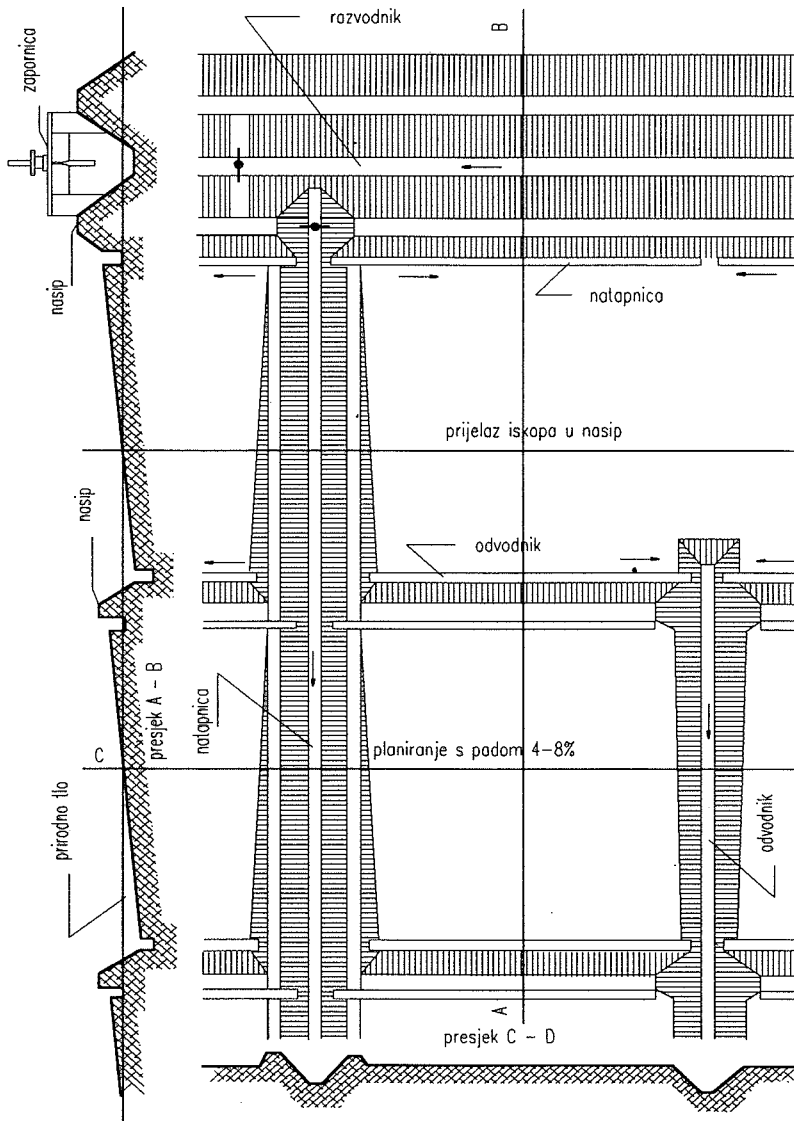 razvodnik
B
zapornica
nasip
natapnica
prijelaz iskopa u nasip
nasip
odvodnik
presjek A - B
natapnica
C
planiranje s padom 4-8%
prirodno tlo
odvodnik
A
presjek C - D